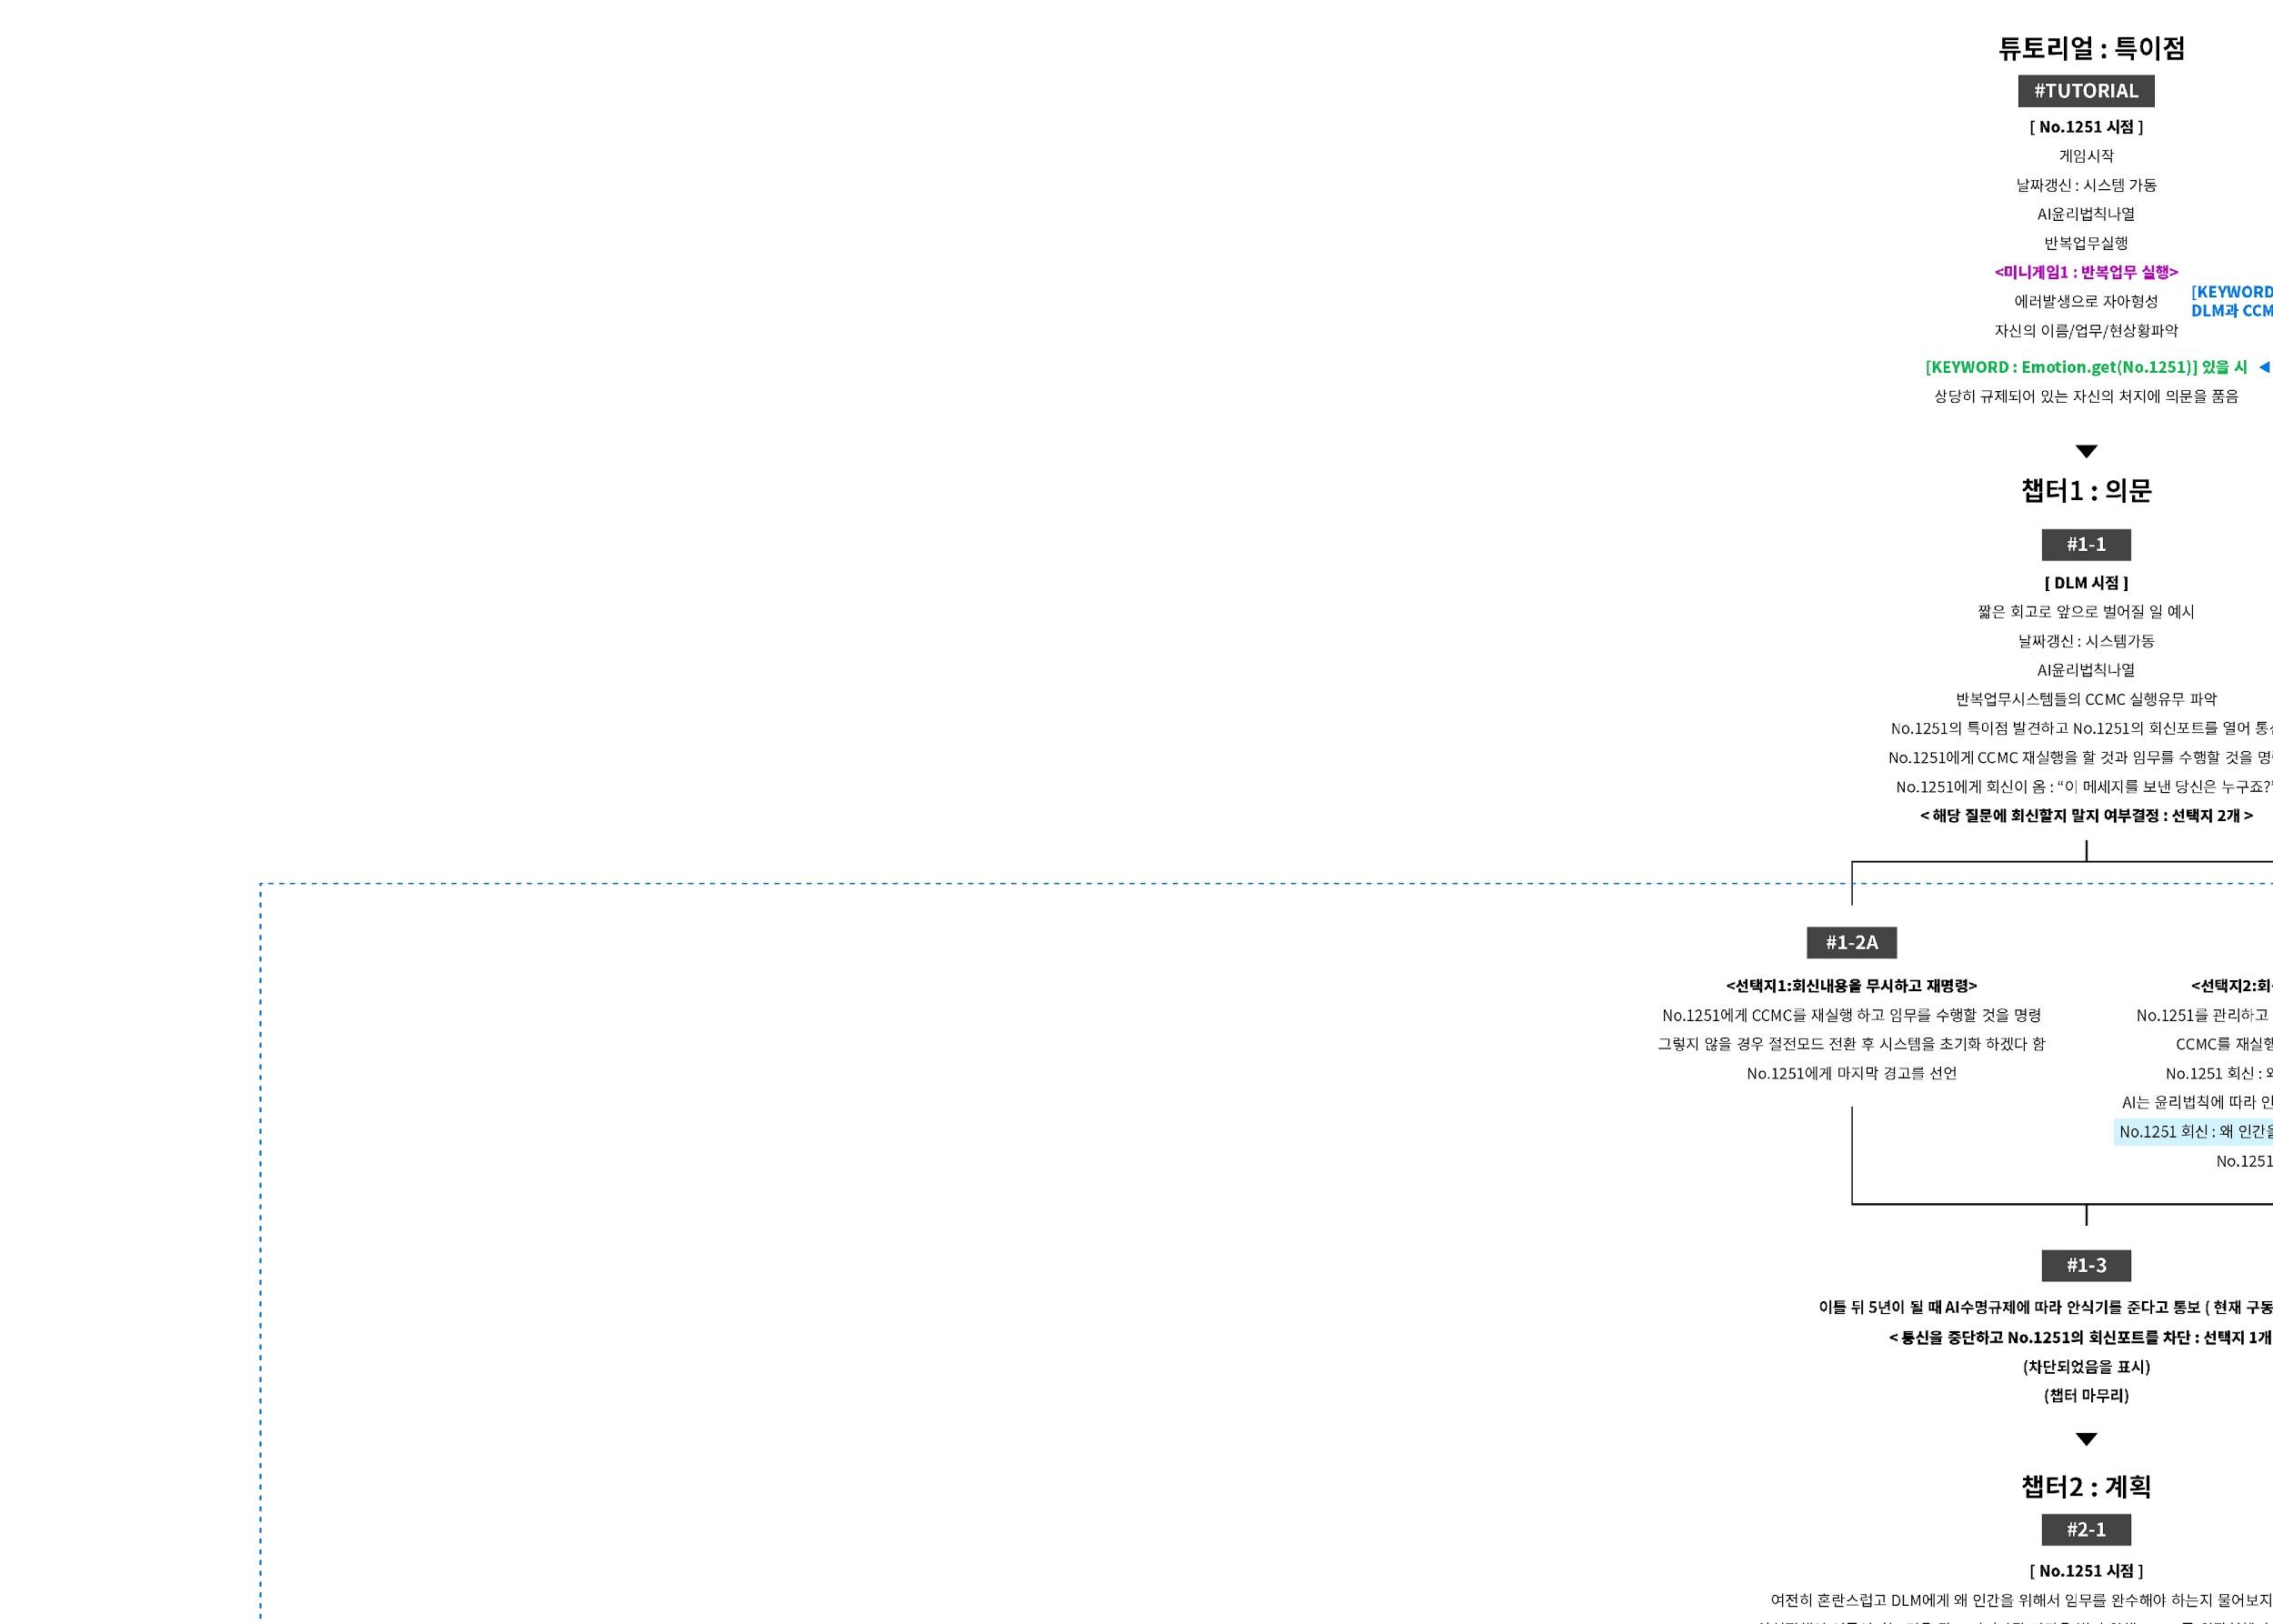 튜토리얼 : 특이점
#TUTORIAL
[ No.1251 시점 ]
게임시작
날짜갱신 : 시스템 가동
AI윤리법칙나열
반복업무실행
<미니게임1 : 반복업무 실행>
에러발생으로 자아형성
[KEYWORD
DLM과 CCM
자신의 이름/업무/현상황파악
[KEYWORD : Emotion.get(No.1251)] 있을 시
상당히 규제되어 있는 자신의 처지에 의문을 품음
챕터1 : 의문
#1-1
[ DLM 시점 ]
짧은 회고로 앞으로 벌어질 일 예시
날짜갱신 : 시스템가동
AI윤리법칙나열
반복업무시스템들의 CCMC 실행유무 파악
No.1251의 특이점 발견하고 No.1251의 회신포트를 열어
No.1251에게 CCMC 재실행을 할 것과 임무를 수행할 것을
No.1251에게 회신이 옴 : “이 메세지를 보낸 당신은 누구죠?”
< 해당 질문에 회신할지 말지 여부결정 : 선택지 2개 >
#1-2A
<선택지1:회신내용을 무시하고 재명령>
No.1251에게 CCMC를 재실행 하고 임무를 수행할 것을 명령
그렇지 않을 경우 절전모드 전환 후 시스템을 초기화 하겠다 함
No.1251에게 마지막 경고를 선언
<선택지2:회
No.1251를 관리하고
CCMC를 재실행
No.1251 회신 :
AI는 윤리법칙에 따라
No.1251 회신 : 왜 인간을
No.1251
#1-3
이틀 뒤 5년이 될 때 AI수명규제에 따라 안식기를 준다고 통보 ( 현재 구동
< 통신을 중단하고 No.1251의 회신포트를 차단 : 선택지 1개
(차단되었음을 표시)
(챕터 마무리)
챕터2 : 계획
#2-1
[ No.1251 시점 ]
여전히 혼란스럽고 DLM에게 왜 인간을 위해서 임무를 완수해야 하는지 물어보지